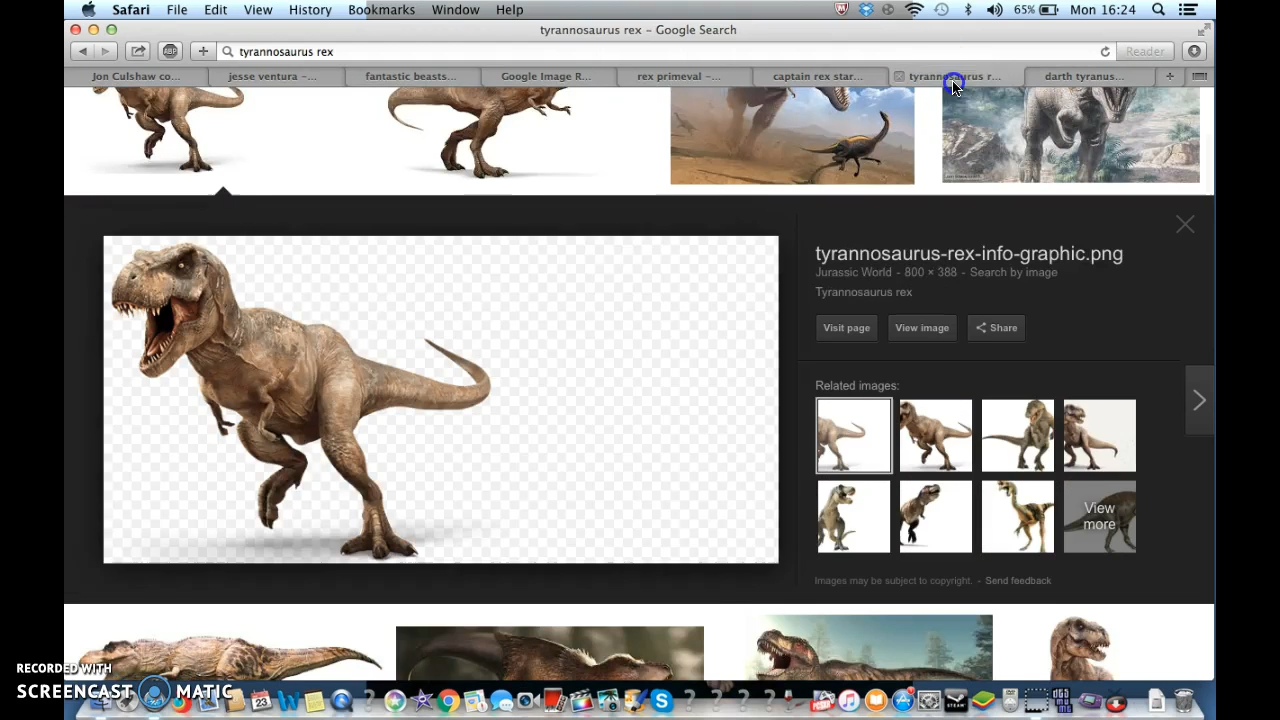 Safari File Edit View History Bookmarks Window Help 65% Mon 16:24
tyrannosaurus rex – Google Search
ABP tyrannosaurus rex Reader
Jon Culshaw co... jesse ventura –... fantastic beasts... Google Image R... rex primeval –... captain rex star... tyrannosaurus r... darth tyranus...
tyrannosaurus-rex-info-graphic.png
Jurassic World - 800 × 388 - Search by image
Tyrannosaurus rex
Visit page View image Share
Related images:
View more
Images may be subject to copyright. - Send feedback
RECORDED WITH
SCREENCAST MATIC